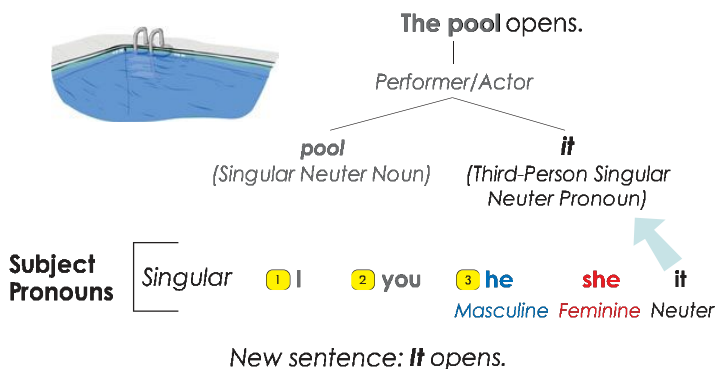 The pool opens.
Performer/Actor
pool
(Singular Neuter Noun)
it
(Third-Person Singular
Neuter Pronoun)
Subject
Pronouns
Singular
1 I 2 you 3 he she it
Masculine Feminine Neuter
New sentence: It opens.